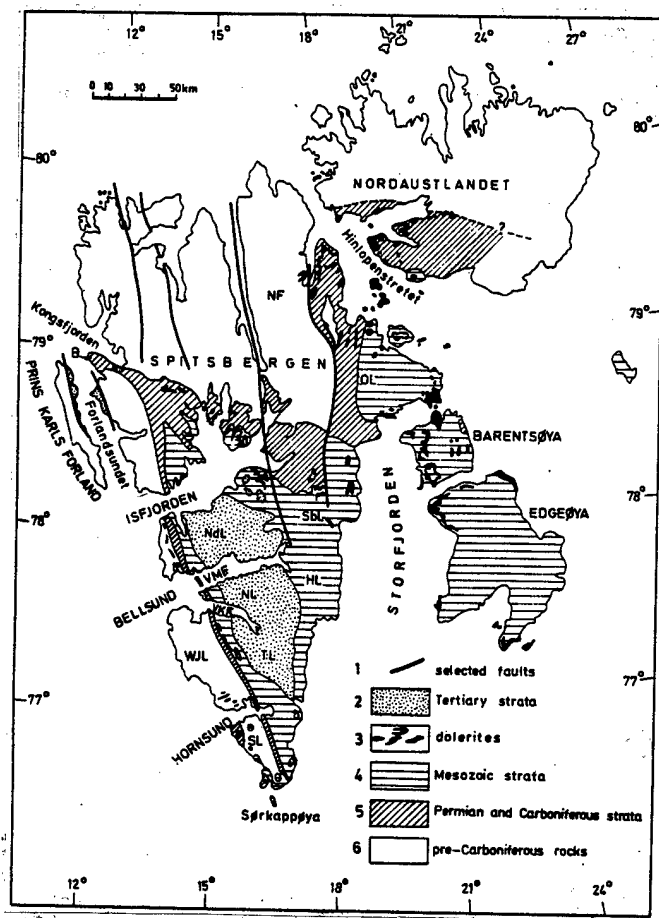 12° 15° 18° 21° 24° 27°
0 10 30 50km
80° 80°
NORDAUSTLANDET
?
Hinlopenstretet
NF
79° 79°
Kongsfjorden
B
SPITSBERGEN
OL
PRINS KARLS FORLAND
Forlandsundet
BARENTSØYA
78° 78°
ISFJORDEN
EDGEØYA
SbL
NdL
STORFJORDEN
VMF
HL
BELLSUND
NL
VKF
TL
WJL
77° 77°
HORNSUND
SL
Sørkappøya
1 selected faults
2 Tertiary strata
3 dolerites
4 Mesozoic strata
5 Permian and Carboniferous strata
6 pre-Carboniferous rocks
12° 15° 18° 21° 24°